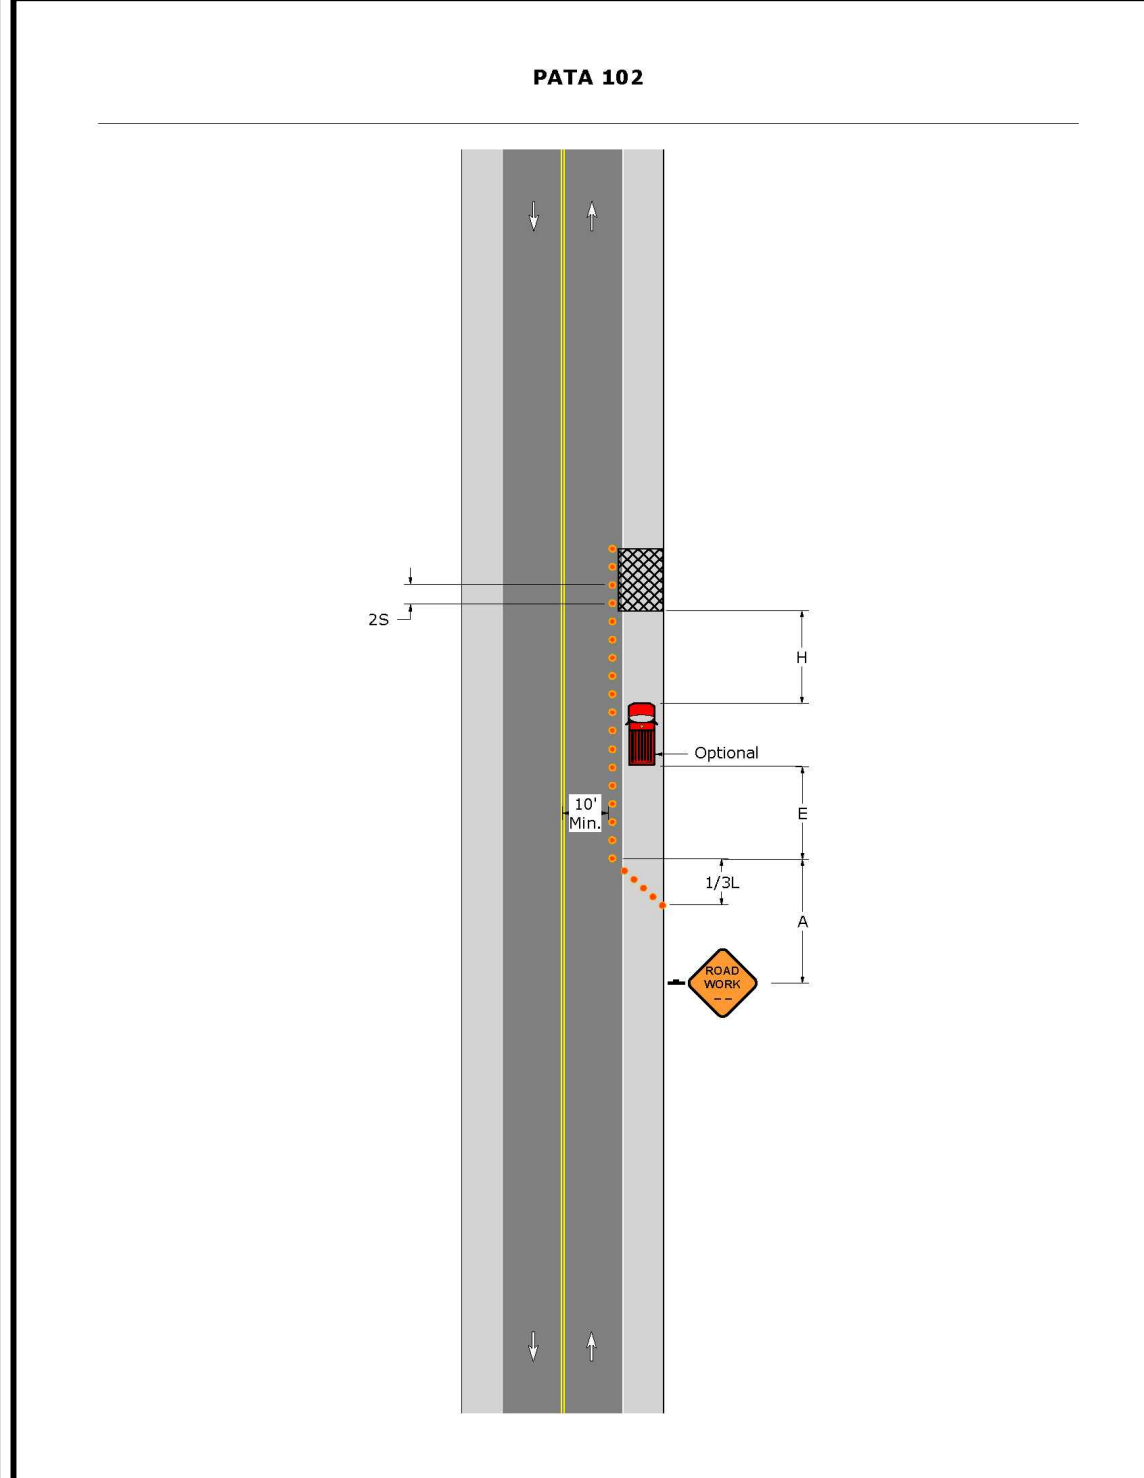 PATA 102
2S
H
Optional
10'
Min.
E
1/3L
A
ROAD
WORK
– –